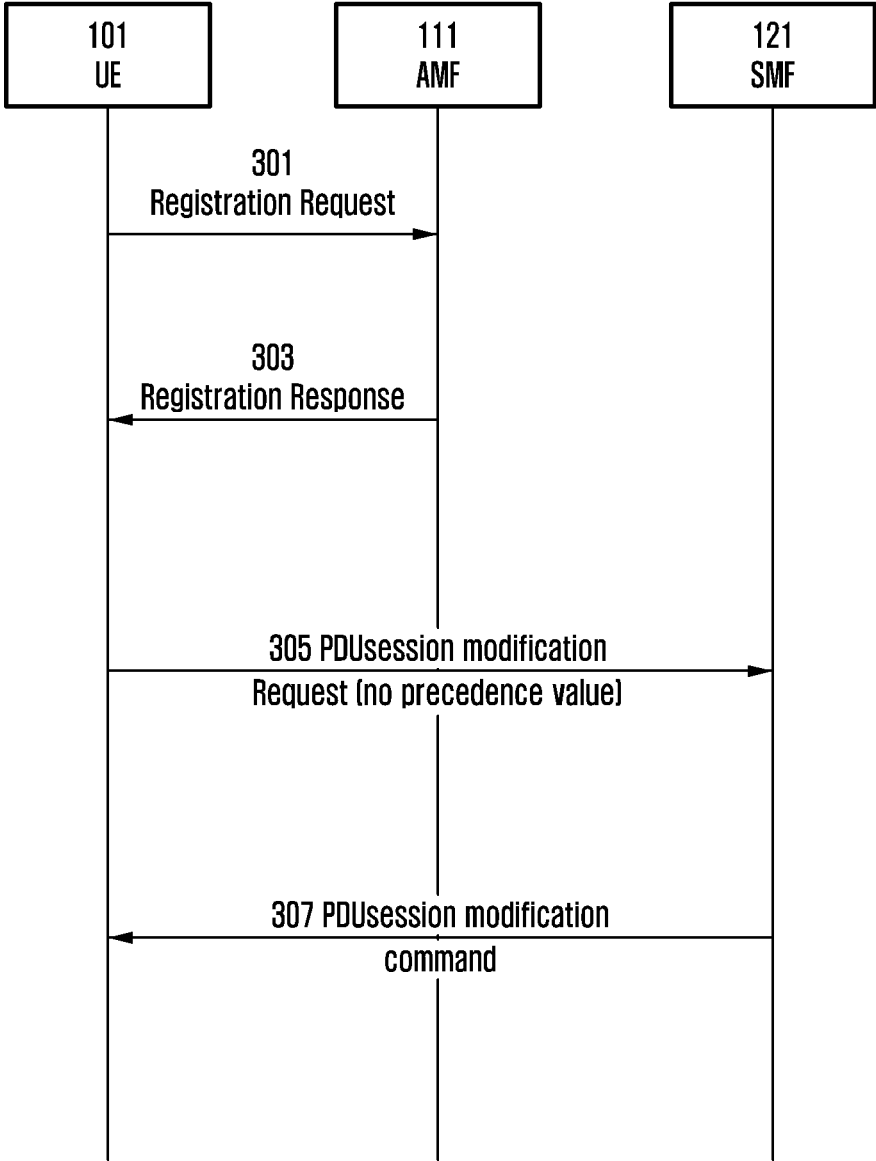 101
UE
111
AMF
121
SMF
301
Registration Request
303
Registration Response
305 PDUsession modification
Request (no precedence value)
307 PDUsession modification
command